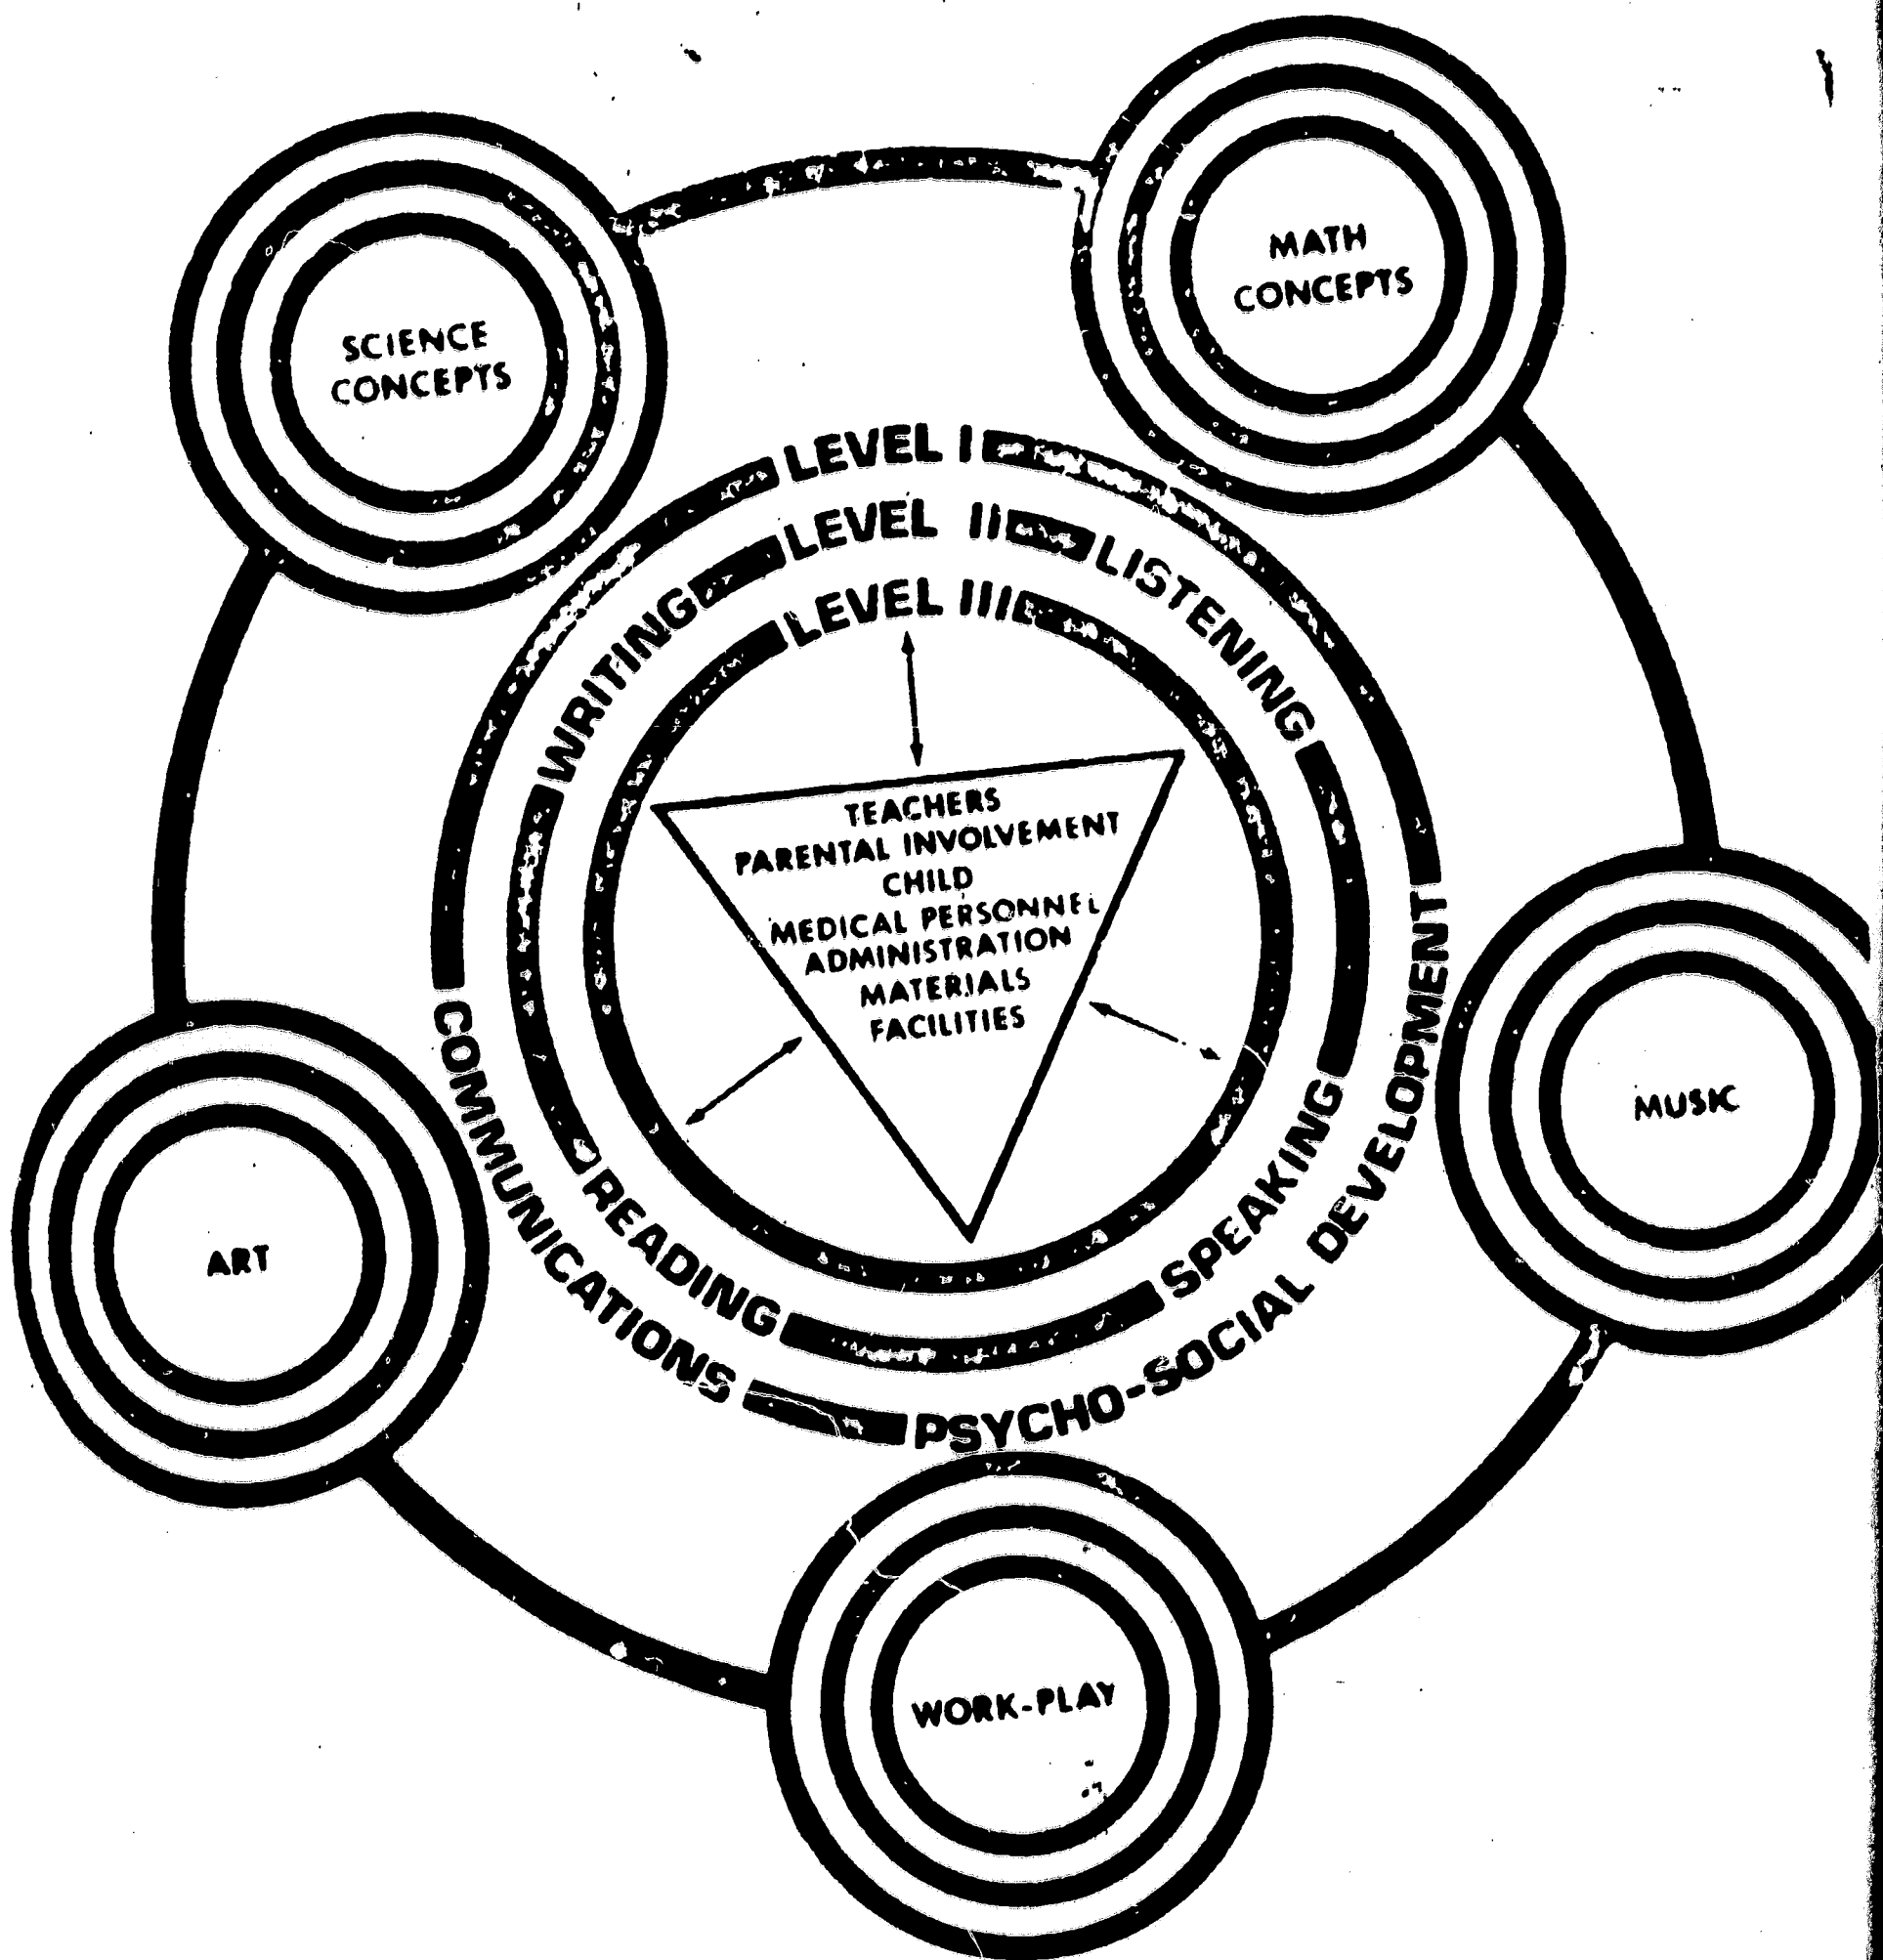 MATH
CONCEPTS
SCIENCE
CONCEPTS
LEVEL I
LEVEL II
LEVEL III
WRITING
LISTENING
TEACHERS
PARENTAL INVOLVEMENT
CHILD
MEDICAL PERSONNEL
ADMINISTRATION
MATERIALS
FACILITIES
READING
SPEAKING
COMMUNICATIONS
PSYCHO-SOCIAL DEVELOPMENT
MUSIC
ART
WORK-PLAY